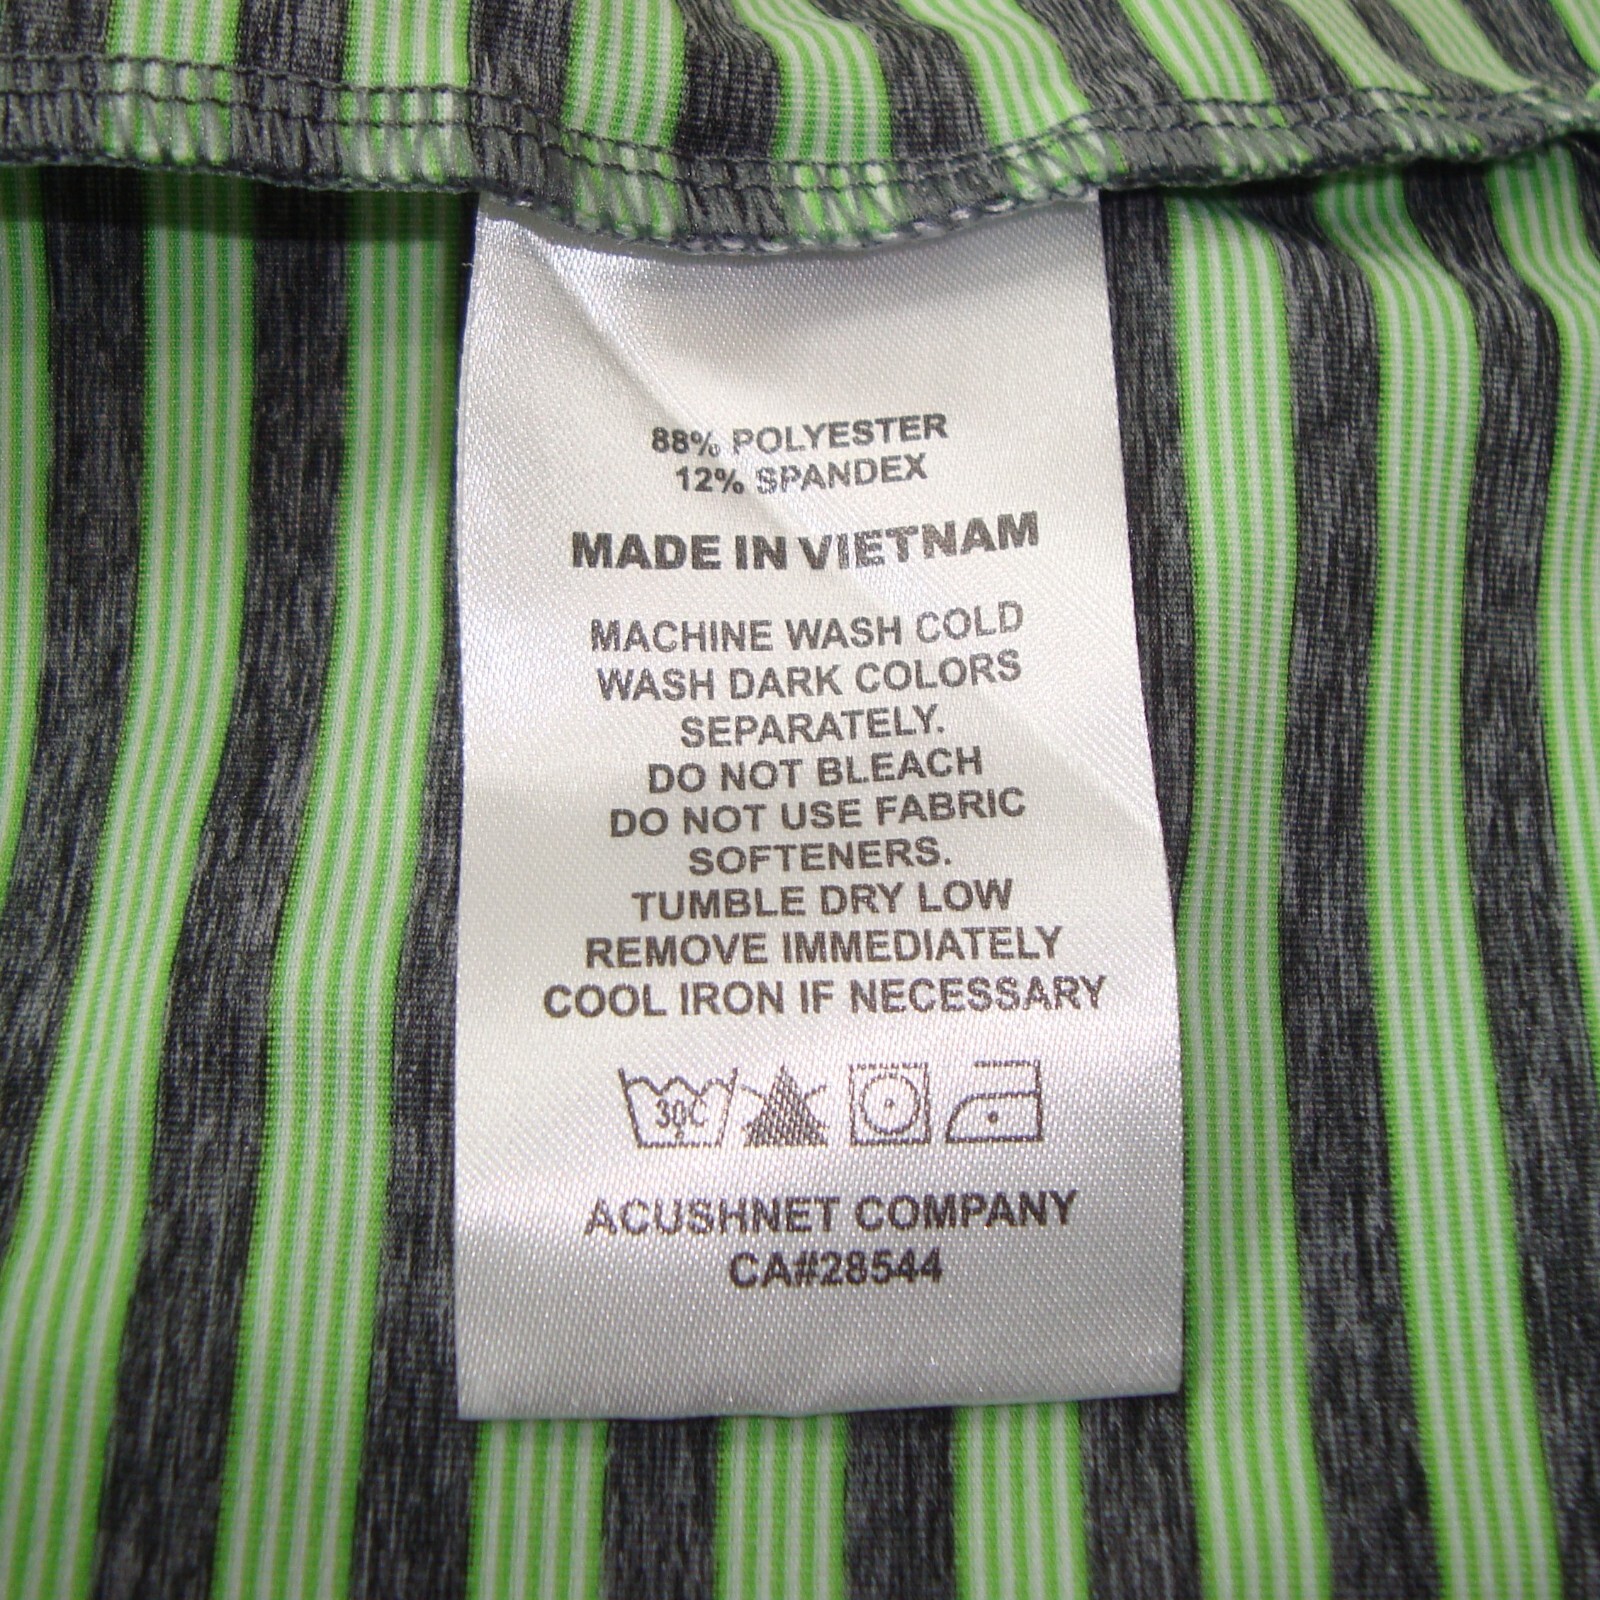 88% POLYESTER
12% SPANDEX
MADE IN VIETNAM
MACHINE WASH COLD
WASH DARK COLORS
SEPARATELY.
DO NOT BLEACH
DO NOT USE FABRIC
SOFTENERS.
TUMBLE DRY LOW
REMOVE IMMEDIATELY
COOL IRON IF NECESSARY
30C
ACUSHNET COMPANY
CA#28544